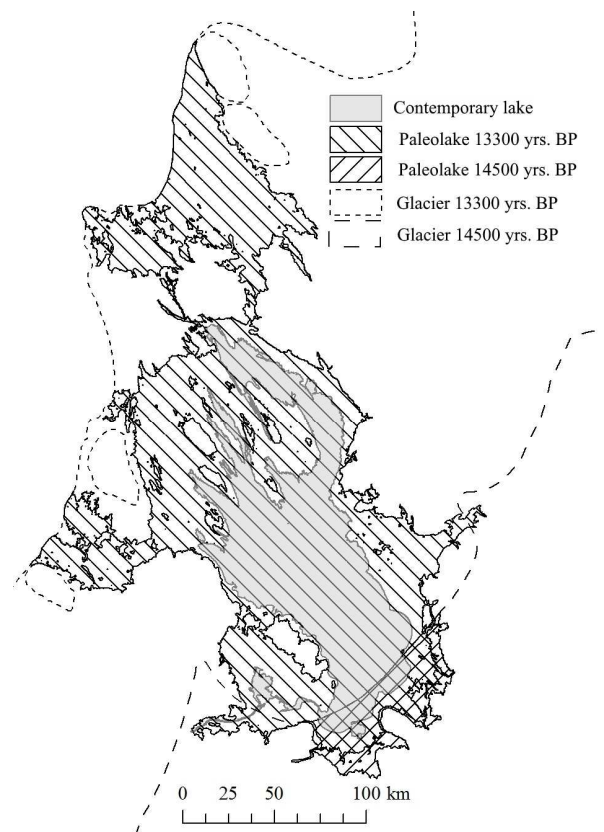 Contemporary lake
Paleolake 13300 yrs. BP
Paleolake 14500 yrs. BP
Glacier 13300 yrs. BP
Glacier 14500 yrs. BP
0 25 50 100 km